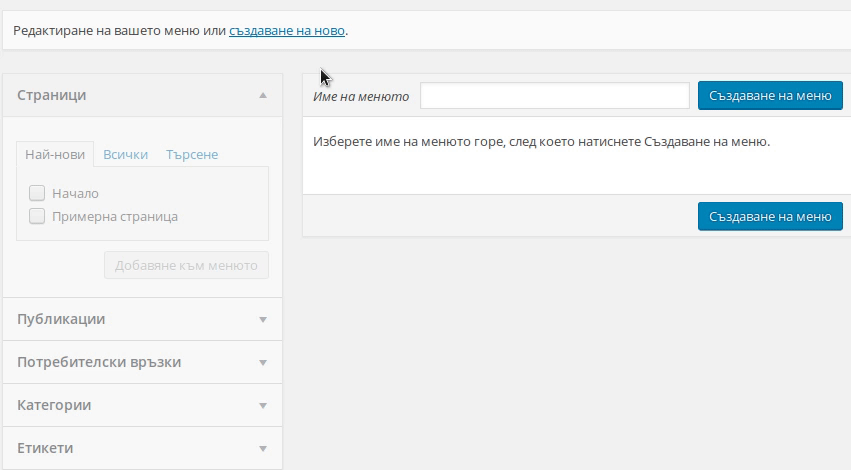 Редактиране на вашето меню или създаване на ново.
Страници
Най-нови Всички Търсене
Начало
Примерна страница
Добавяне към менюто
Публикации
Потребителски връзки
Категории
Етикети
Име на менюто Създаване на меню
Изберете име на менюто горе, след което натиснете Създаване на меню.
Създаване на меню